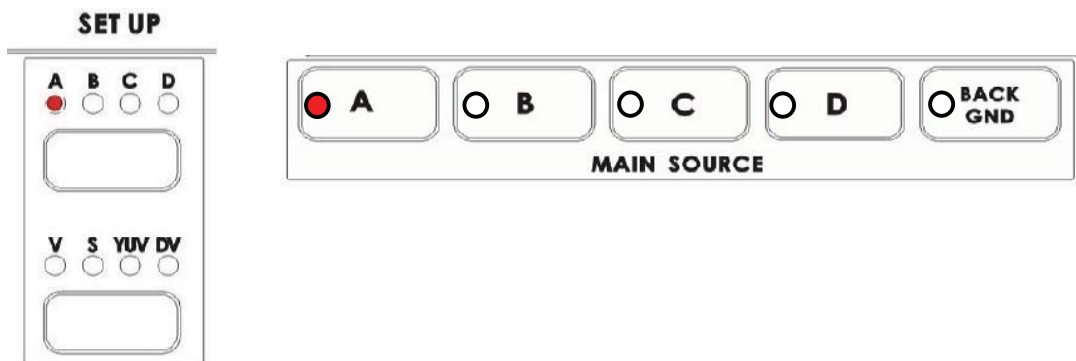 SET UP
A B C D
V S YUV DV
A B C D BACK GND
MAIN SOURCE